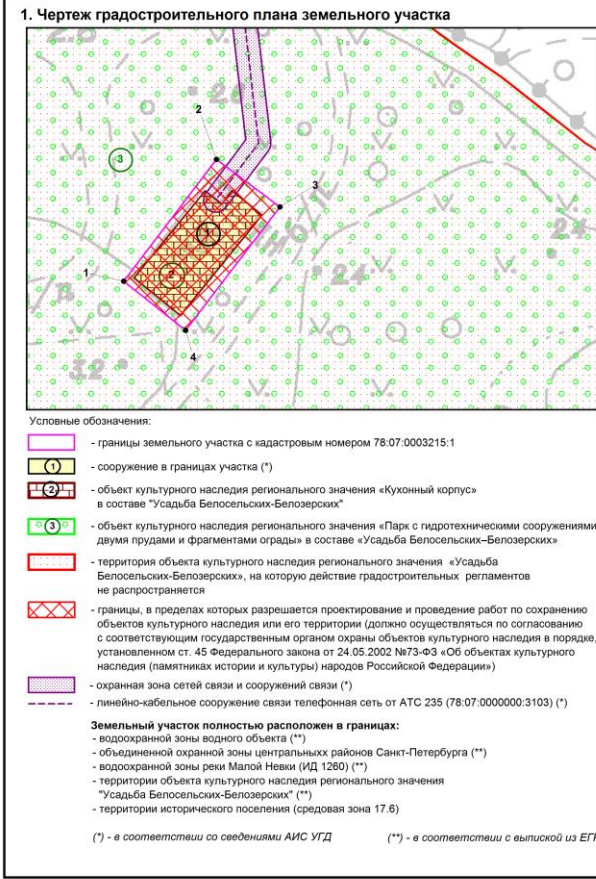 1. Чертеж градостроительного плана земельного участка
2
3
3
1
1
24
2
32
4
Условные обозначения:
- границы земельного участка с кадастровым номером 78:07:0003215:1
1 - сооружение в границах участка (*)
2 - объект культурного наследия регионального значения «Кухонный корпус»
в составе "Усадьба Белосельских-Белозерских"
3 - объект культурного наследия регионального значения «Парк с гидротехническими сооружениями
двумя прудами и фрагментами ограды» в составе «Усадьба Белосельских–Белозерских»
- территория объекта культурного наследия регионального значения «Усадьба
Белосельских-Белозерских», на которую действие градостроительных регламентов
не распространяется
- границы, в пределах которых разрешается проектирование и проведение работ по сохранению
объектов культурного наследия или его территории (должно осуществляться по согласованию
с соответствующим государственным органом охраны объектов культурного наследия в порядке,
установленном ст. 45 Федерального закона от 24.05.2002 №73-ФЗ «Об объектах культурного
наследия (памятниках истории и культуры) народов Российской Федерации»)
- охранная зона сетей связи и сооружений связи (*)
- линейно-кабельное сооружение связи телефонная сеть от АТС 235 (78:07:0000000:3103) (*)
Земельный участок полностью расположен в границах:
- водоохранной зоны водного объекта (**)
- объединенной охранной зоны центральныхх районов Санкт-Петербурга (**)
- водоохранной зоны реки Малой Невки (ИД 1260) (**)
- территории объекта культурного наследия регионального значения
"Усадьба Белосельских-Белозерских" (**)
- территории исторического поселения (средовая зона 17.6)
(*) - в соответствии со сведениями АИС УГД (**) - в соответствии с выпиской из ЕГР